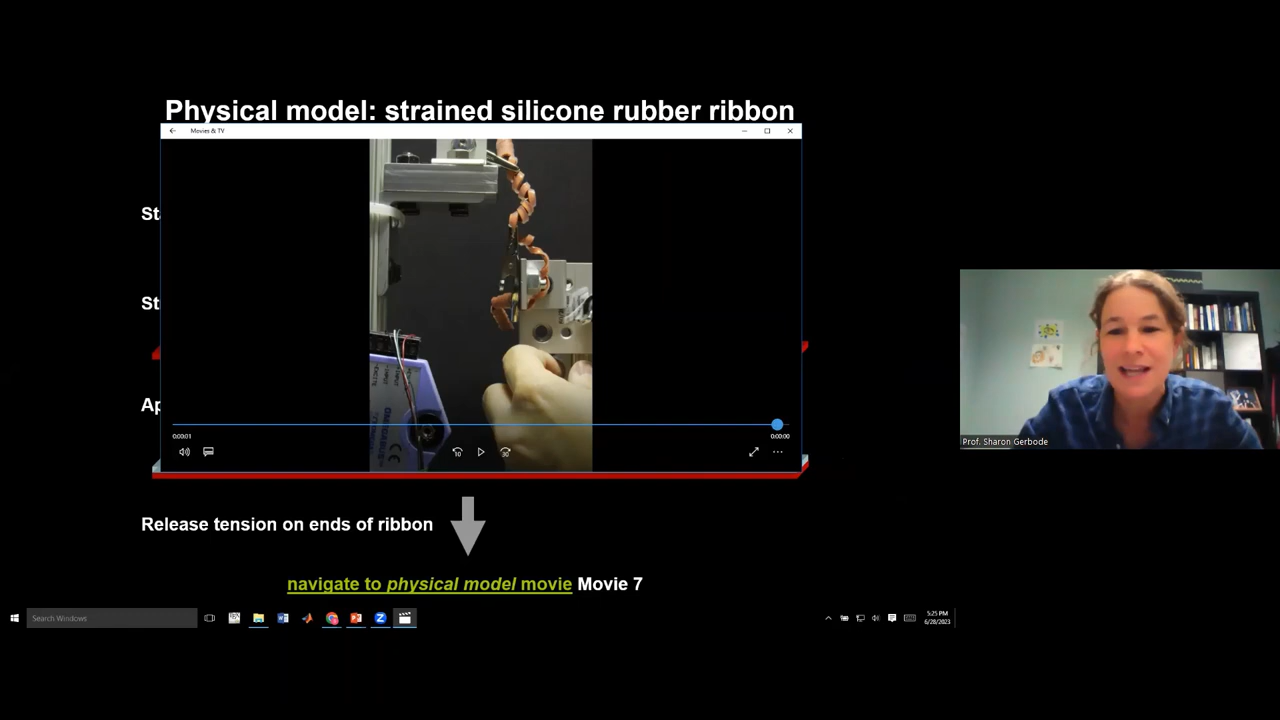 Physical model: strained silicone rubber ribbon
Movies & TV
St
St
Ap
0:00:01
0:00:00
10
30
Release tension on ends of ribbon
navigate to physical model movie Movie 7
Prof. Sharon Gerbode
Search Windows
5:25 PM
6/28/2023